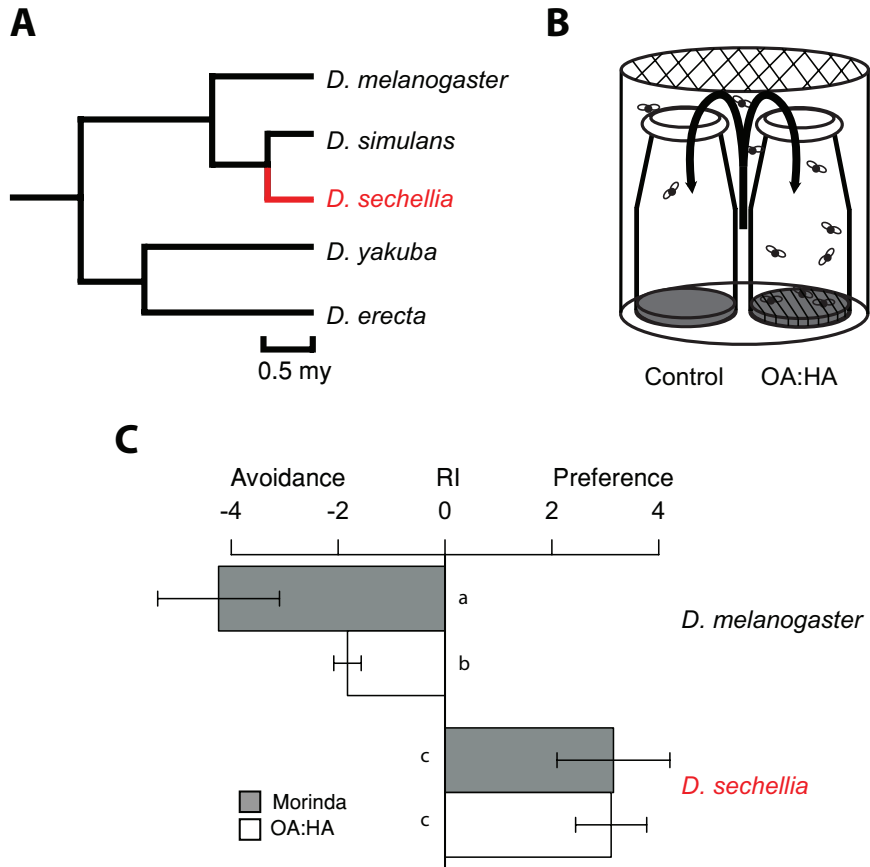 A
D. melanogaster
D. simulans
D. sechellia
D. yakuba
D. erecta
0.5 my
B
Control OA:HA
C
Avoidance RI Preference
-4 -2 0 2 4
a
D. melanogaster
b
c
D. sechellia
Morinda
OA:HA
c